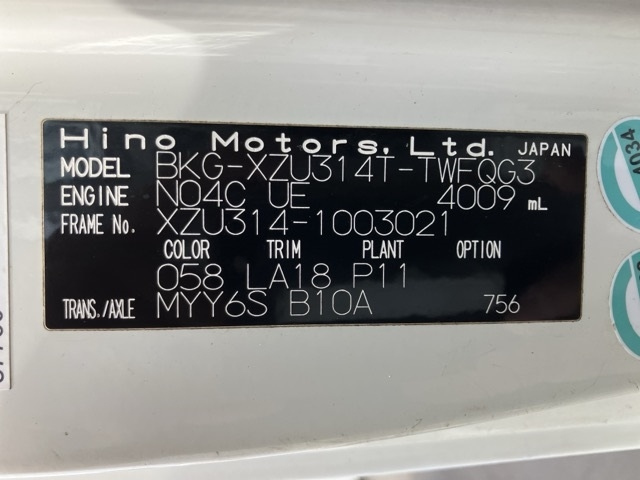 Hino Motors, Ltd. JAPAN
MODEL BKG-XZU314T-TWFQG3
ENGINE N04C UE 4009 mL
FRAME No. XZU314-1003021
COLOR TRIM PLANT OPTION
058 LA18 P11
TRANS./AXLE MYY6S B10A 756